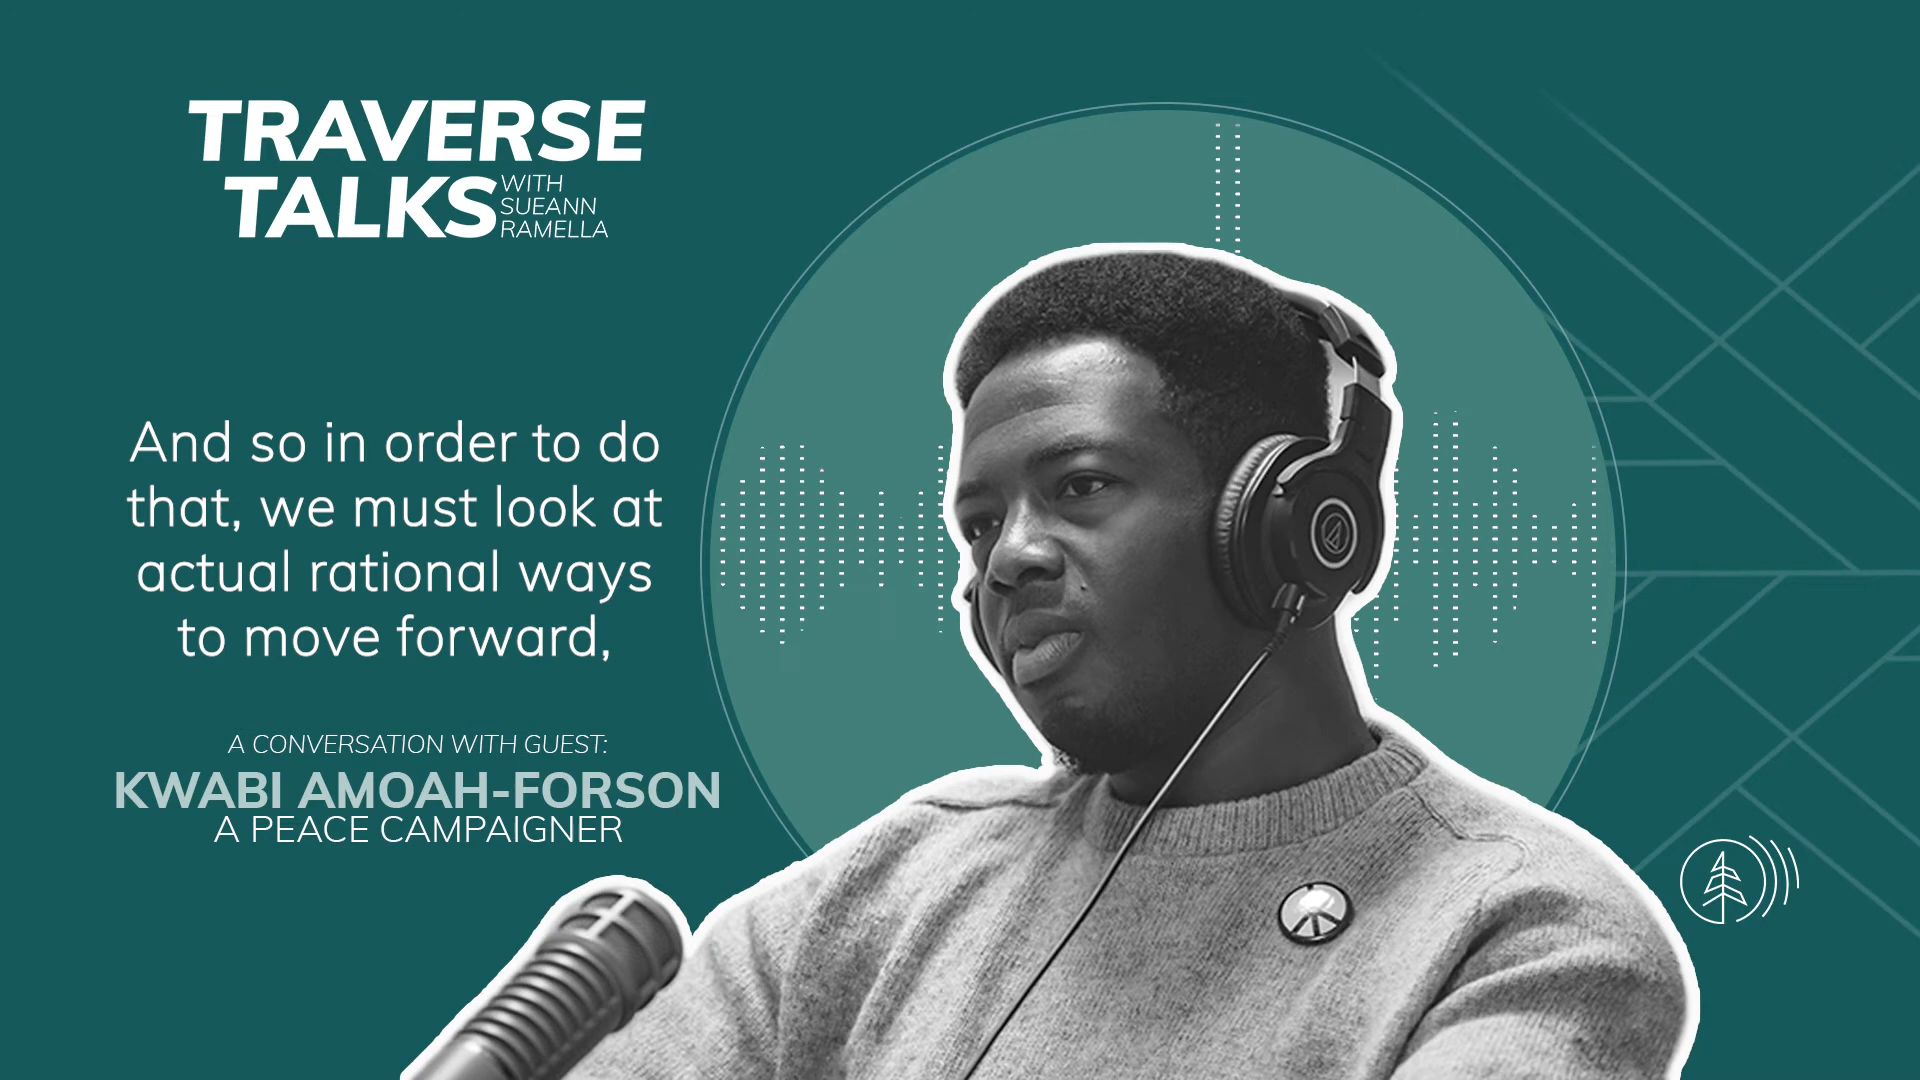 TRAVERSE
TALKS
WITH
SUEANN
RAMELLA
And so in order to do
that, we must look at
actual rational ways
to move forward,
A CONVERSATION WITH GUEST:
KWABI AMOAH-FORSON
A PEACE CAMPAIGNER